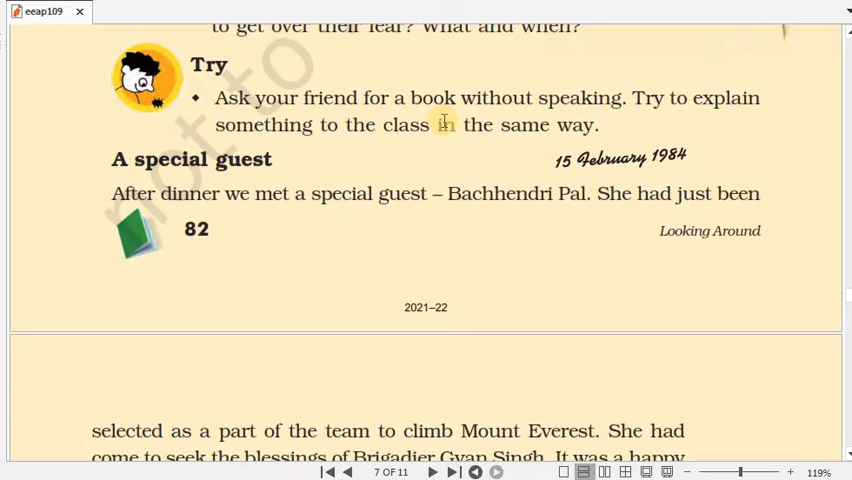 eeap109
to get over their fear? What and when?
Try
Ask your friend for a book without speaking. Try to explain
something to the class in the same way.
A special guest
15 February 1984
After dinner we met a special guest – Bachhendri Pal. She had just been
82
Looking Around
2021–22
not to
selected as a part of the team to climb Mount Everest. She had
come to seek the blessings of Brigadier Gyan Singh. It was a happy
7 OF 11
119%